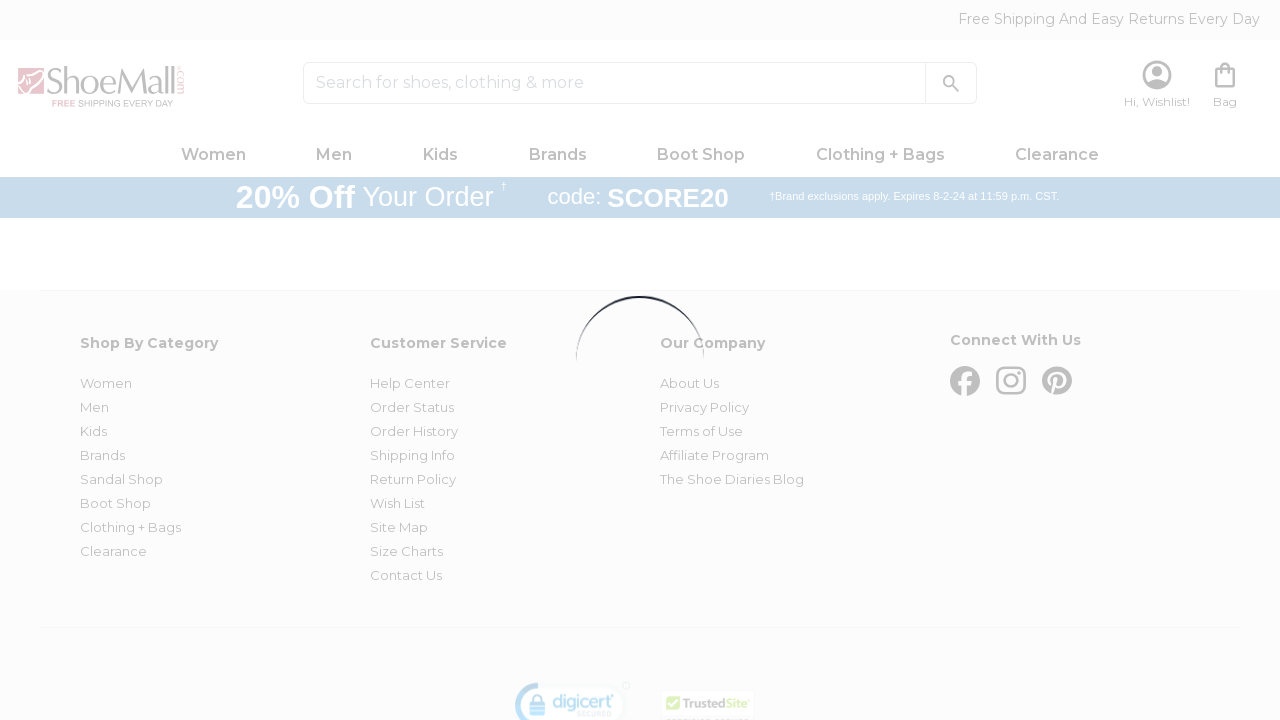 Free Shipping And Easy Returns Every Day
ShoeMall.com
FREE SHIPPING EVERY DAY
Search for shoes, clothing & more
Hi, Wishlist!
Bag
Women
Men
Kids
Brands
Boot Shop
Clothing + Bags
Clearance
20% Off Your Order † code: SCORE20 †Brand exclusions apply. Expires 8-2-24 at 11:59 p.m. CST.
Shop By Category
Women
Men
Kids
Brands
Sandal Shop
Boot Shop
Clothing + Bags
Clearance
Customer Service
Help Center
Order Status
Order History
Shipping Info
Return Policy
Wish List
Site Map
Size Charts
Contact Us
Our Company
About Us
Privacy Policy
Terms of Use
Affiliate Program
The Shoe Diaries Blog
Connect With Us
digicert
SECURED
TrustedSite